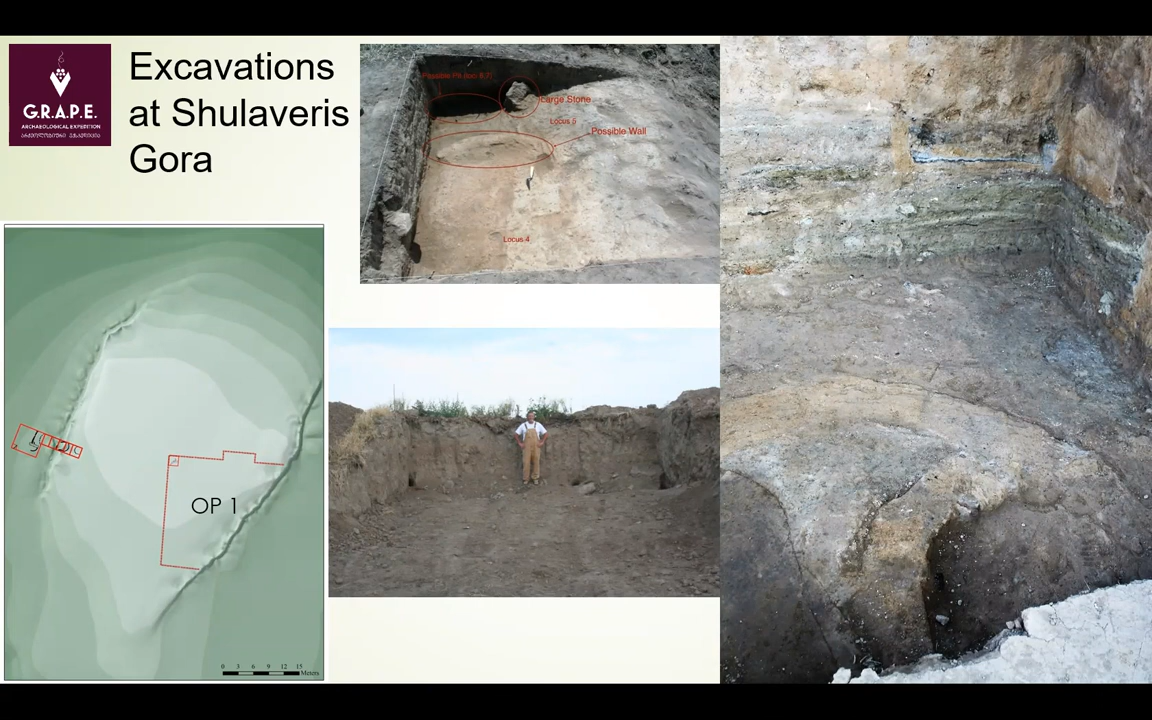 G.R.A.P.E.
ARCHAEOLOGICAL EXPEDITION
Excavations
at Shulaveris
Gora
Large Stone
Locus 5
Possible Wall
Locus 4
OP 1
0 3 6 9 12 15
Meters